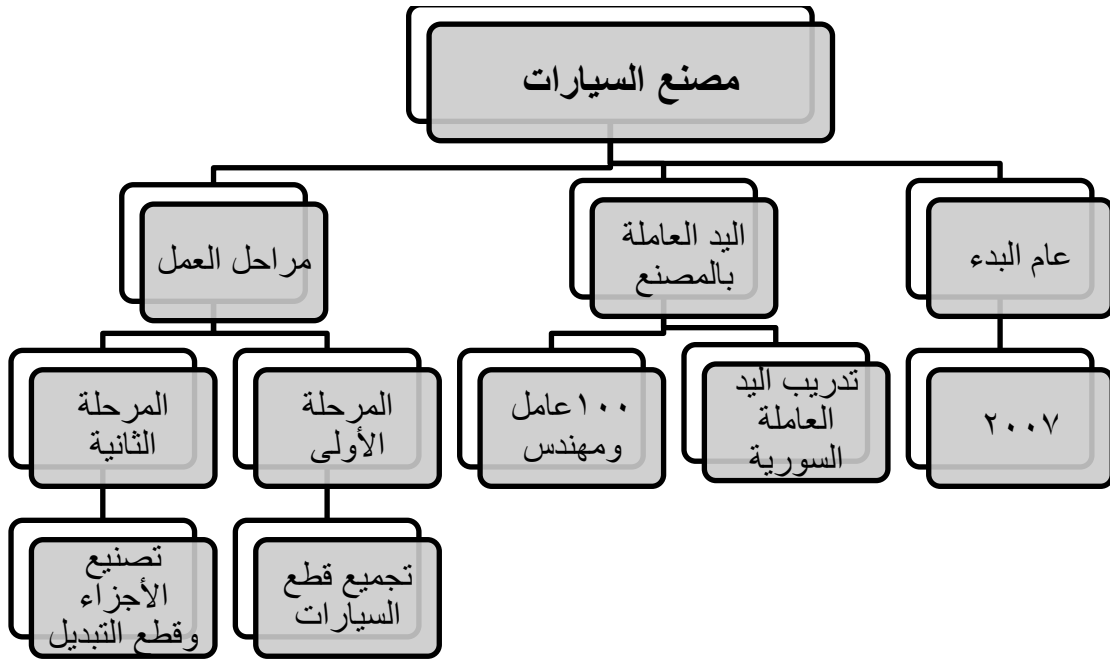 مصنع السيارات
عام البدء
اليد العاملة
بالمصنع
مراحل العمل
٢٠٠٧
تدريب اليد
العاملة
السورية
١٠٠عامل
ومهندس
المرحلة
الأولى
المرحلة
الثانية
تجميع قطع
السيارات
تصنيع
الأجزاء
وقطع التبديل